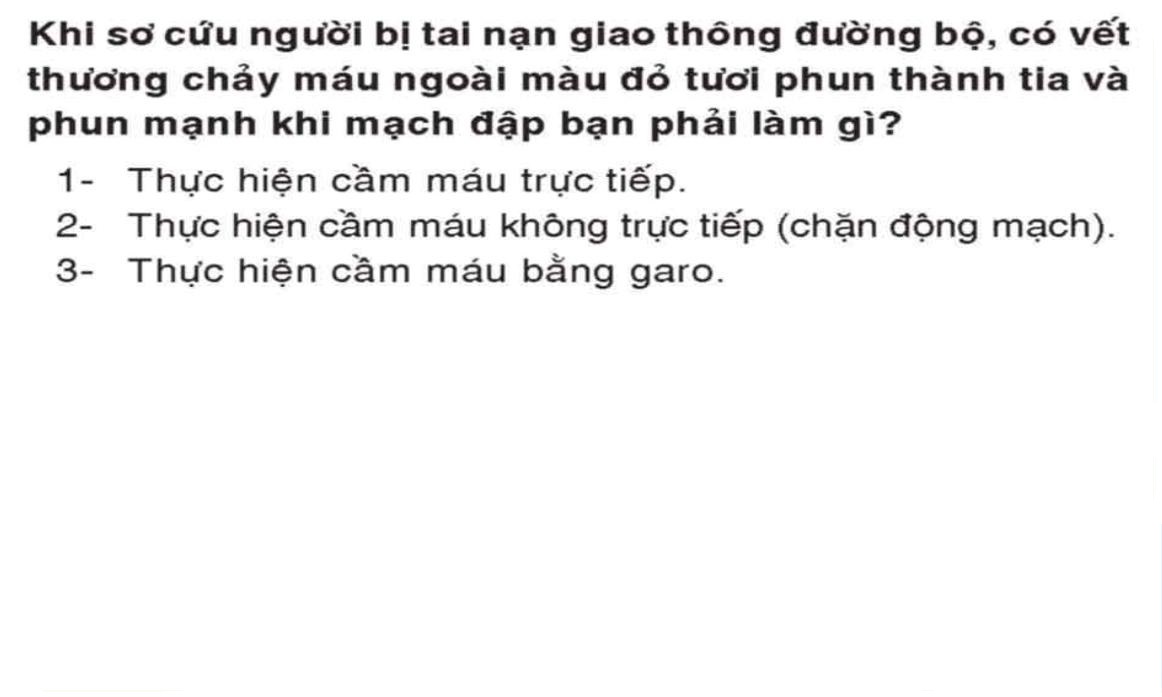 Khi sơ cứu người bị tai nạn giao thông đường bộ, có vết
thương chảy máu ngoài màu đỏ tươi phun thành tia và
phun mạnh khi mạch đập bạn phải làm gì?
1- Thực hiện cầm máu trực tiếp.
2- Thực hiện cầm máu không trực tiếp (chặn động mạch).
3- Thực hiện cầm máu bằng garo.